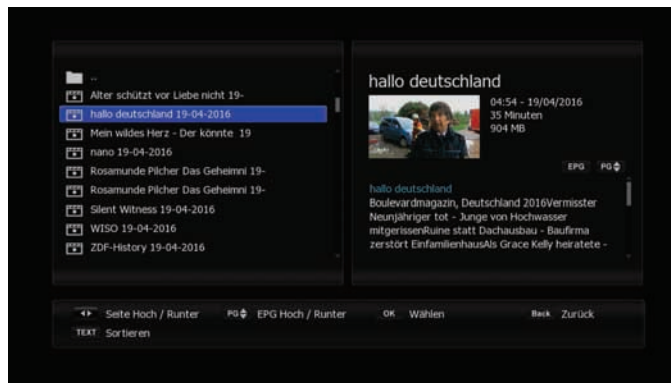 ..
Alter schützt vor Liebe nicht 19-
hallo deutschland 19-04-2016
Mein wildes Herz - Der könnte  19
nano 19-04-2016
Rosamunde Pilcher Das Geheimni 19-
Rosamunde Pilcher Das Geheimni 19-
Silent Witness 19-04-2016
WISO 19-04-2016
ZDF-History 19-04-2016
hallo deutschland
04:54 - 19/04/2016
35 Minuten
904 MB
EPG PG
hallo deutschland
Boulevardmagazin, Deutschland 2016Vermisster
Neunjähriger tot - Junge von Hochwasser
mitgerissenRuine statt Dachausbau - Baufirma
zerstört EinfamilienhausAls Grace Kelly heiratete -
Seite Hoch / Runter PG EPG Hoch / Runter OK Wählen Back Zurück
TEXT Sortieren